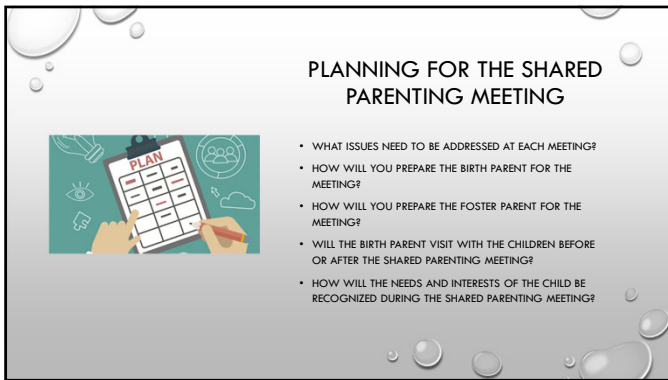 PLANNING FOR THE SHARED
PARENTING MEETING
PLAN
• WHAT ISSUES NEED TO BE ADDRESSED AT EACH MEETING?
• HOW WILL YOU PREPARE THE BIRTH PARENT FOR THE
MEETING?
• HOW WILL YOU PREPARE THE FOSTER PARENT FOR THE
MEETING?
• WILL THE BIRTH PARENT VISIT WITH THE CHILDREN BEFORE
OR AFTER THE SHARED PARENTING MEETING?
• HOW WILL THE NEEDS AND INTERESTS OF THE CHILD BE
RECOGNIZED DURING THE SHARED PARENTING MEETING?